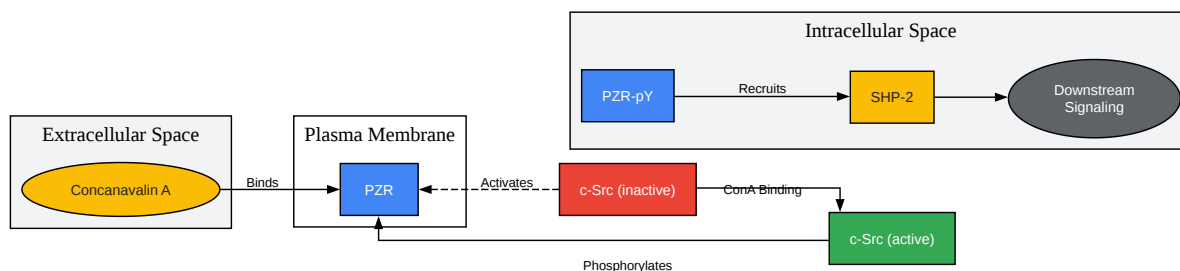 Intracellular Space
PZR-pY
Recruits
SHP-2
Downstream
Signaling
Extracellular Space
Plasma Membrane
Concanavalin A
Binds
PZR
Activates
c-Src (inactive)
ConA Binding
c-Src (active)
Phosphorylates